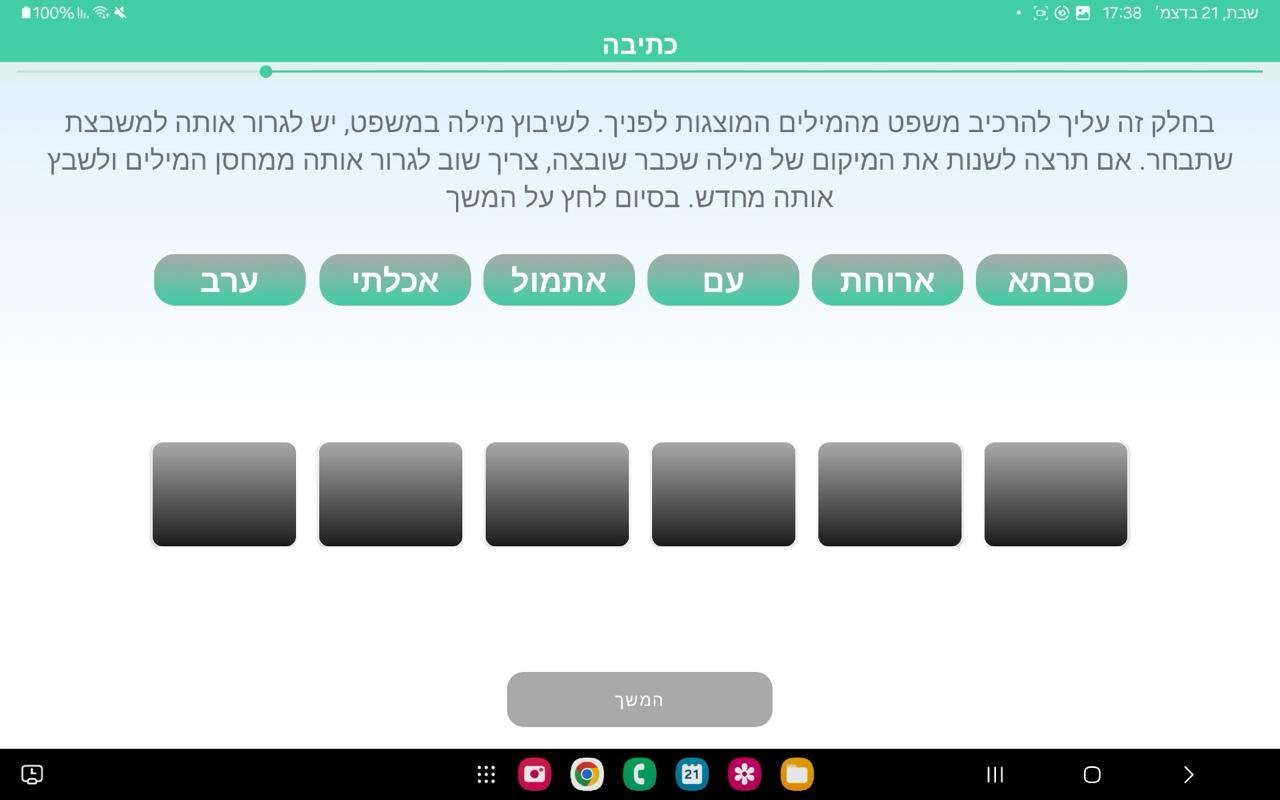 שבת, 21 בדצמ׳ 17:38 100%
כתיבה
בחלק זה עליך להרכיב משפט מהמילים המוצגות לפניך. לשיבוץ מילה במשפט, יש לגרור אותה למשבצת
שתבחר. אם תרצה לשנות את המיקום של מילה שכבר שובצה, צריך שוב לגרור אותה ממחסן המילים ולשבץ
אותה מחדש. בסיום לחץ על המשך
סבתא ארוחת עם אתמול אכלתי ערב
המשך
21